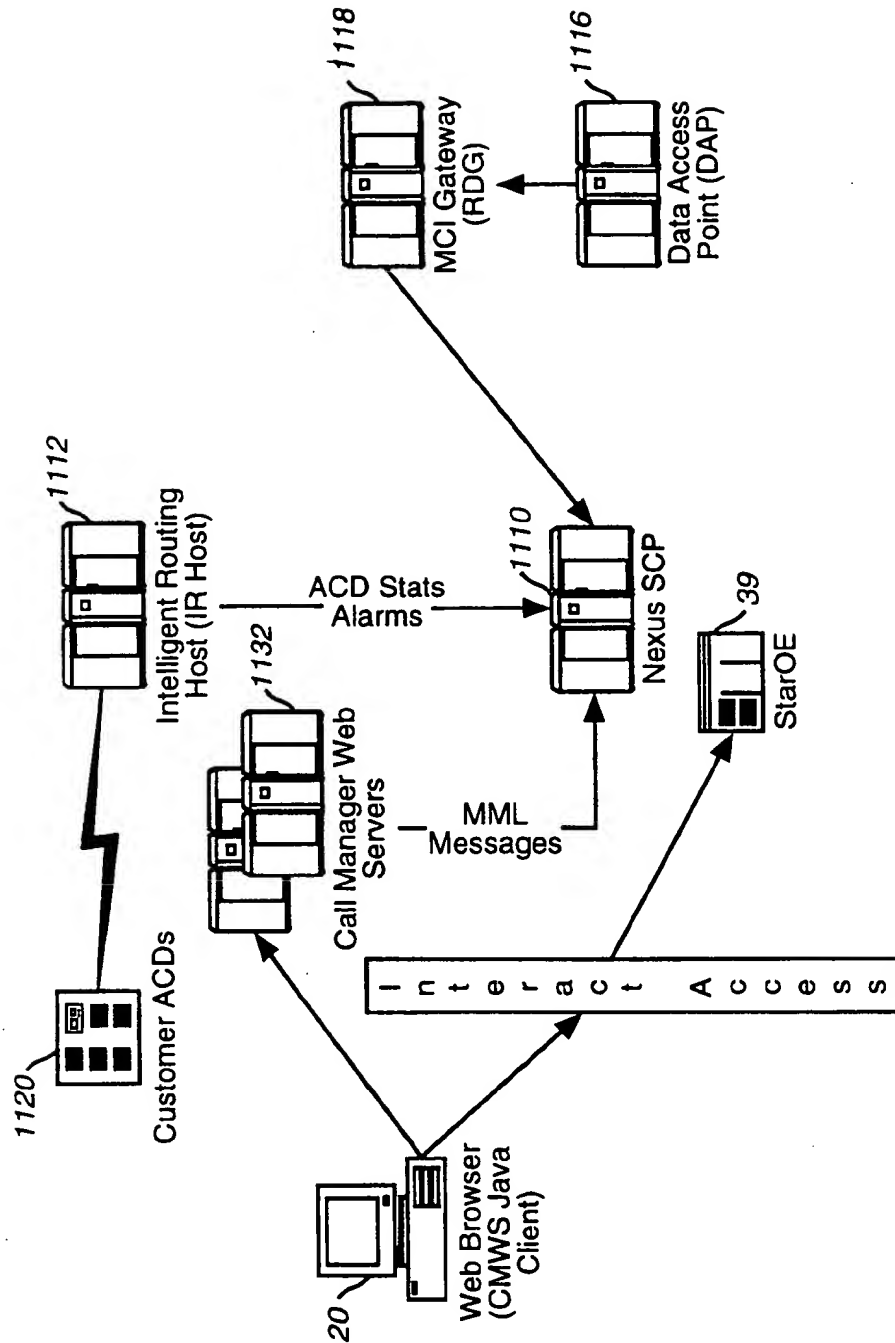 1120
Customer ACDs
1112
Intelligent Routing
Host (IR Host)
1118
MCI Gateway
(RDG)
1132
Call Manager Web
Servers
ACD Stats
Alarms
1116
Data Access
Point (DAP)
20
Web Browser
(CMWS Java
Client)
MML
Messages
1110
Nexus SCP
Interact Access
39
StarOE